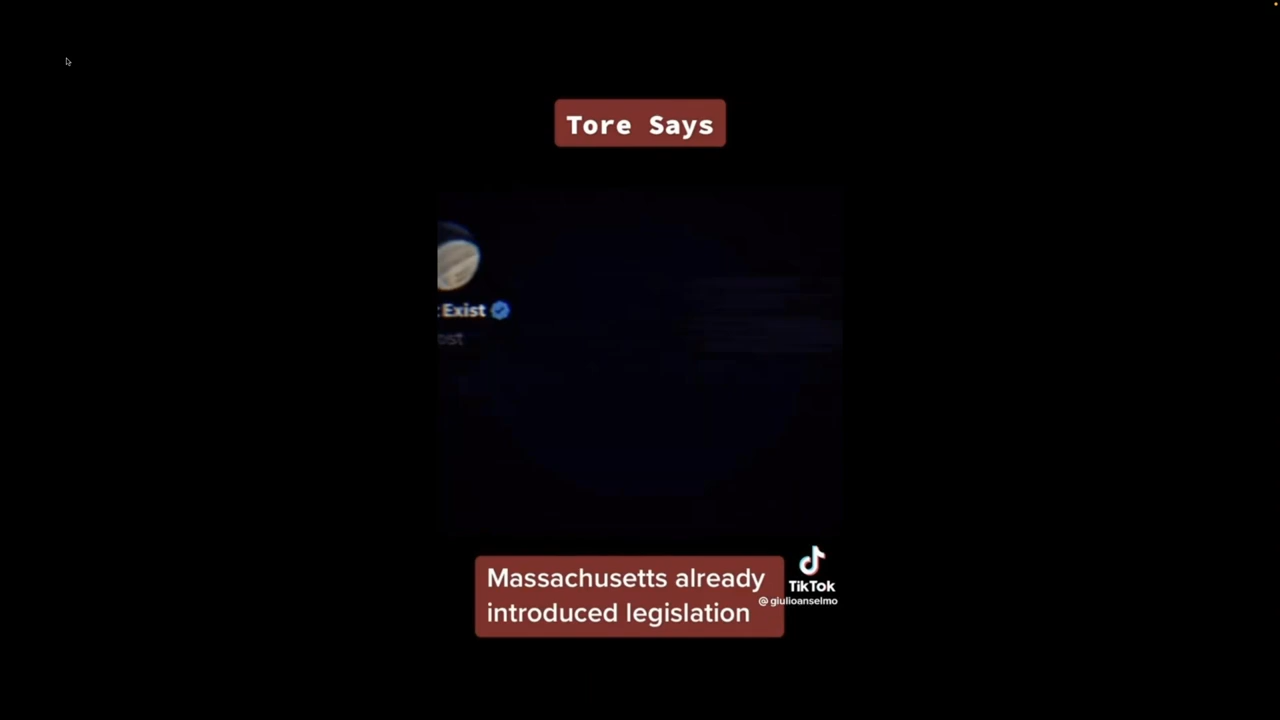 Tore Says
Exist
Massachusetts already
introduced legislation
TikTok
@giulioanselmo